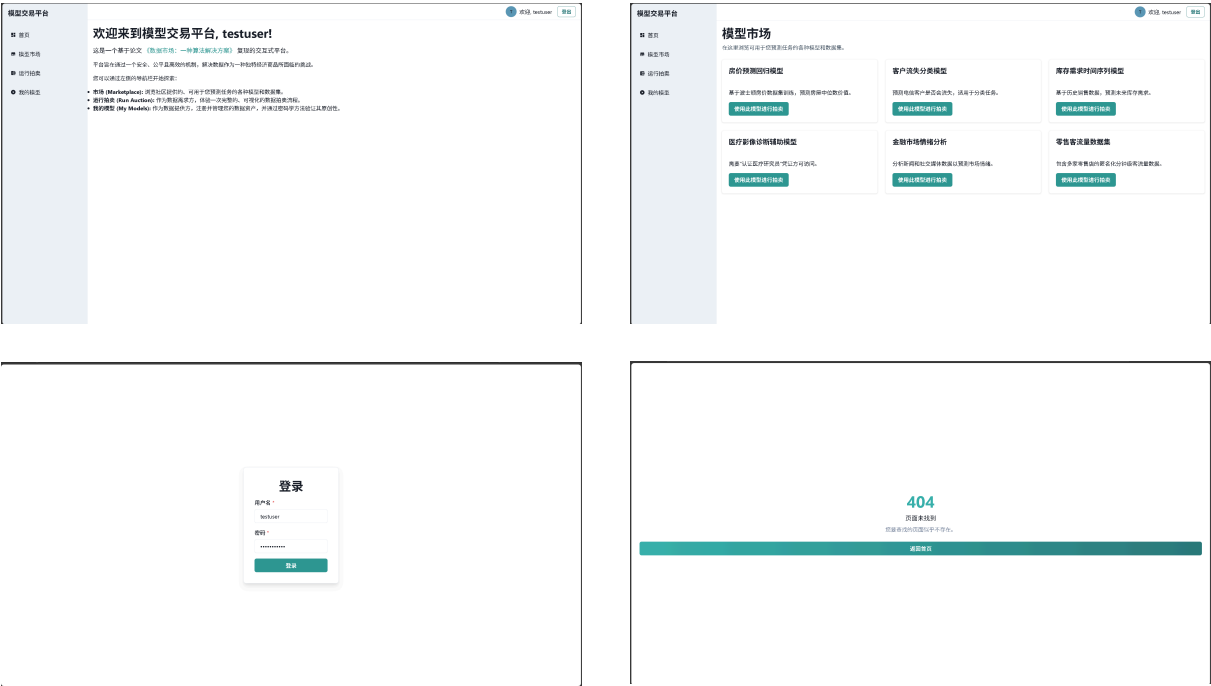 模型交易平台
T 欢迎, testuser 登出
首页
模型市场
运行拍卖
我的模型
欢迎来到模型交易平台, testuser!
这是一个基于论文 《数据市场：一种算法解决方案》 复现的交互式平台。
平台旨在通过一个安全、公平且高效的机制，解决数据作为一种独特经济商品所面临的挑战。
您可以通过左侧的导航栏开始探索：
市场 (Marketplace): 浏览社区提供的、可用于您预测任务的各种模型和数据集。
运行拍卖 (Run Auction): 作为数据需求方，体验一次完整的、可视化的数据拍卖流程。
我的模型 (My Models): 作为数据提供方，注册并管理您的数据资产，并通过密码学方法验证其原创性。
模型交易平台
T 欢迎, testuser 登出
首页
模型市场
运行拍卖
我的模型
模型市场
在这里浏览可用于您预测任务的各种模型和数据集。
房价预测回归模型
基于波士顿房价数据集训练，预测房屋中位数价值。
使用此模型进行拍卖
客户流失分类模型
预测电信客户是否会流失，适用于分类任务。
使用此模型进行拍卖
库存需求时间序列模型
基于历史销售数据，预测未来库存需求。
使用此模型进行拍卖
医疗影像诊断辅助模型
需要“认证医疗研究员”凭证方可访问。
使用此模型进行拍卖
金融市场情绪分析
分析新闻和社交媒体数据以预测市场情绪。
使用此模型进行拍卖
零售客流量数据集
包含多家零售店的匿名化分钟级客流量数据。
使用此模型进行拍卖
登录
用户名 *
testuser
密码 *
•••••••••••
登录
404
页面未找到
您要查找的页面似乎不存在。
返回首页